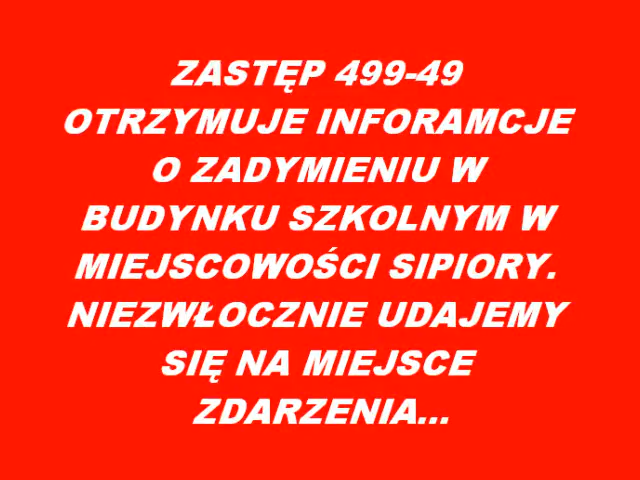 ZASTĘP 499-49
OTRZYMUJE INFORAMCJE
O ZADYMIENIU W
BUDYNKU SZKOLNYM W
MIEJSCOWOŚCI SIPIORY.
NIEZWŁOCZNIE UDAJEMY
SIĘ NA MIEJSCE
ZDARZENIA...